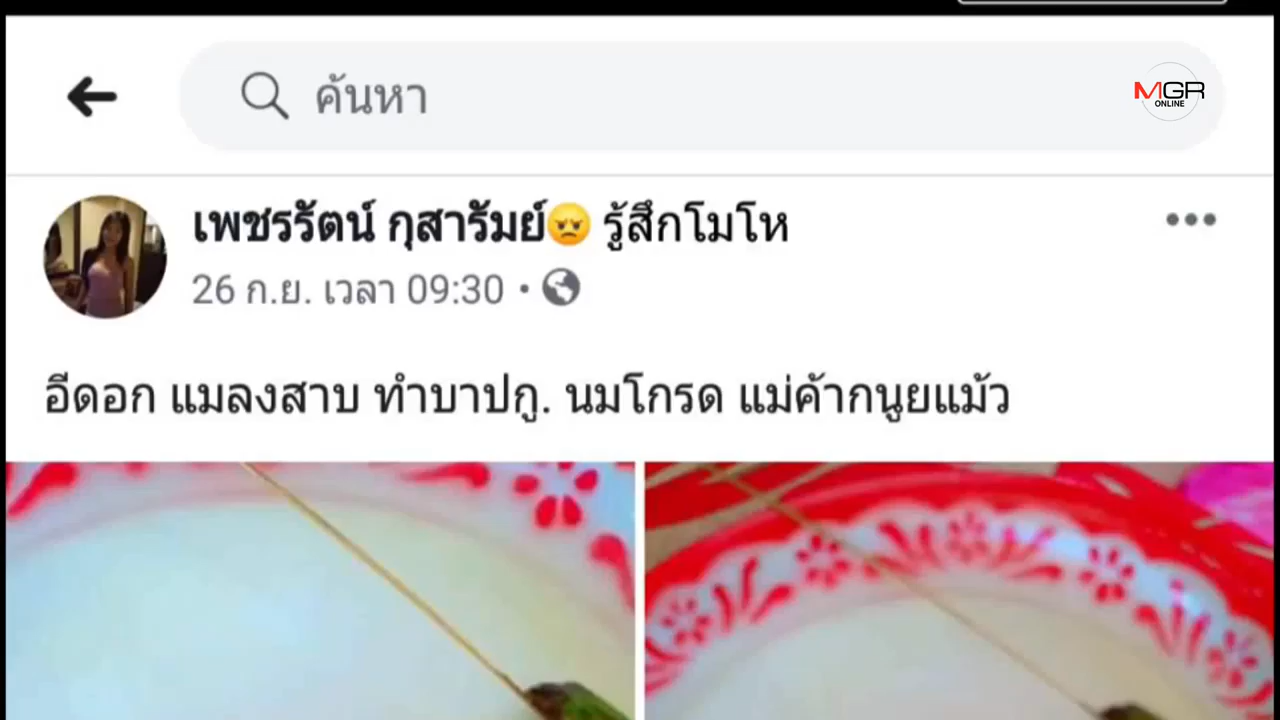 ค้นหา
MGR
ONLINE
เพชรรัตน์ กุสารัมย์😡 รู้สึกโมโห
26 ก.ย. เวลา 09:30 ·
อีดอก แมลงสาบ ทำบาปกู. นมโกรด แม่ค้ากนูยแม้ว